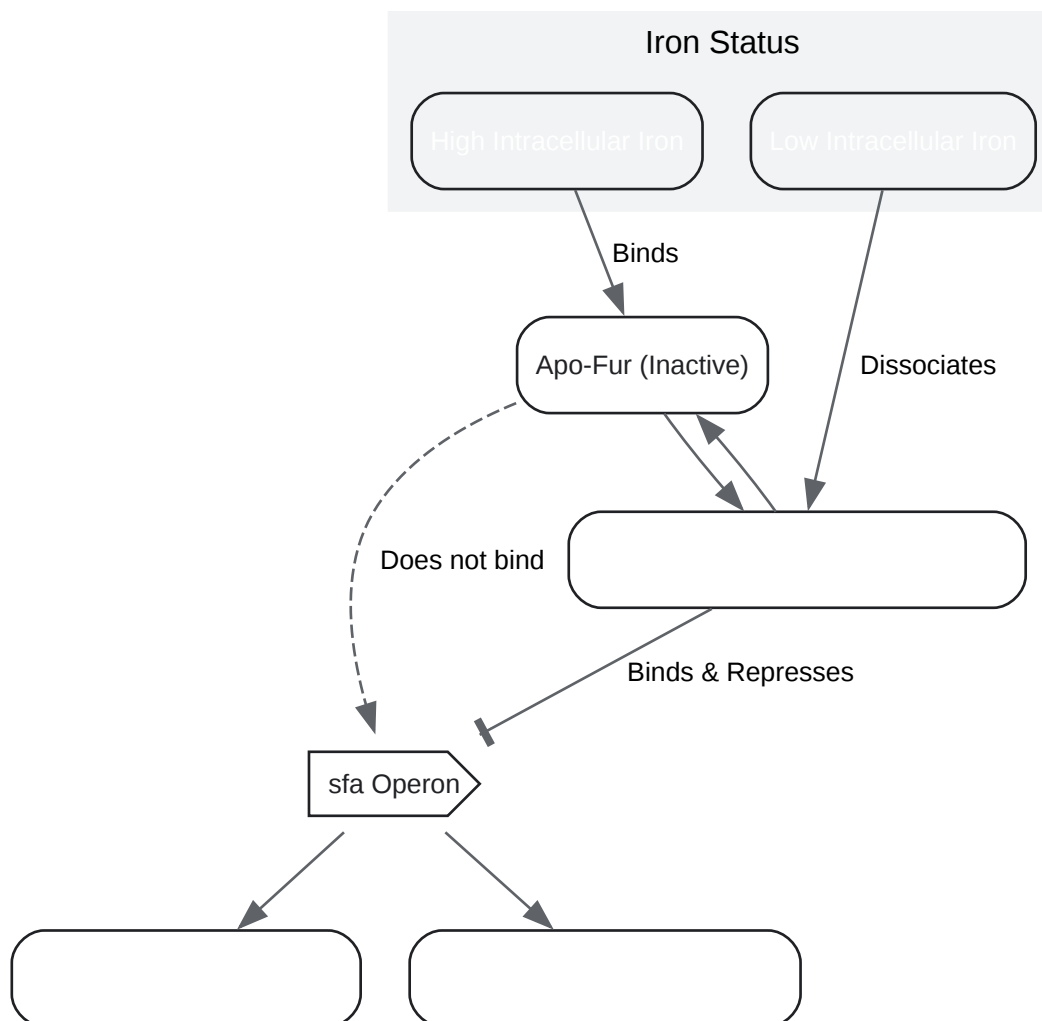 Iron Status
High Intracellular Iron
Low Intracellular Iron
Binds
Apo-Fur (Inactive)
Dissociates
Does not bind
Binds & Represses
sfa Operon